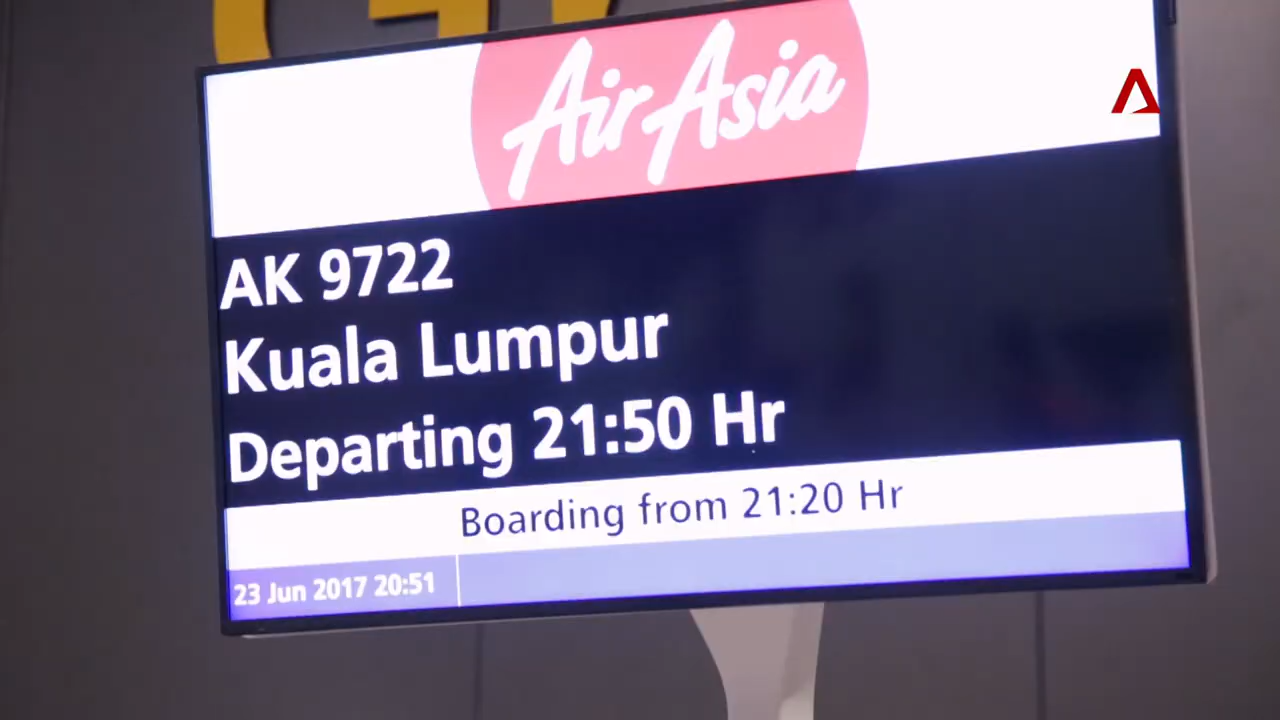 AirAsia
AK 9722
Kuala Lumpur
Departing 21:50 Hr
Boarding from 21:20 Hr
23 Jun 2017 20:51